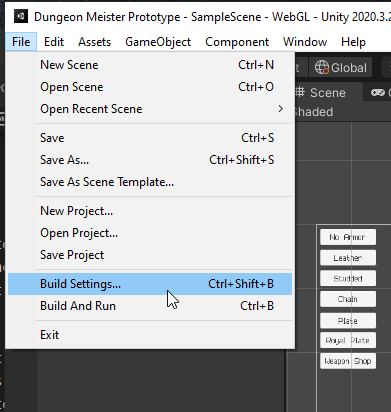 Dungeon Meister Prototype - SampleScene - WebGL - Unity 2020.3.2
File Edit Assets GameObject Component Window Help
New Scene Ctrl+N
Open Scene Ctrl+O
Open Recent Scene
Save Ctrl+S
Save As... Ctrl+Shift+S
Save As Scene Template...
New Project...
Open Project...
Save Project
Build Settings... Ctrl+Shift+B
Build And Run Ctrl+B
Exit
Global
Scene
Shaded
No Armor
Leather
Studded
Chain
Plate
Royal Plate
Weapon Shop